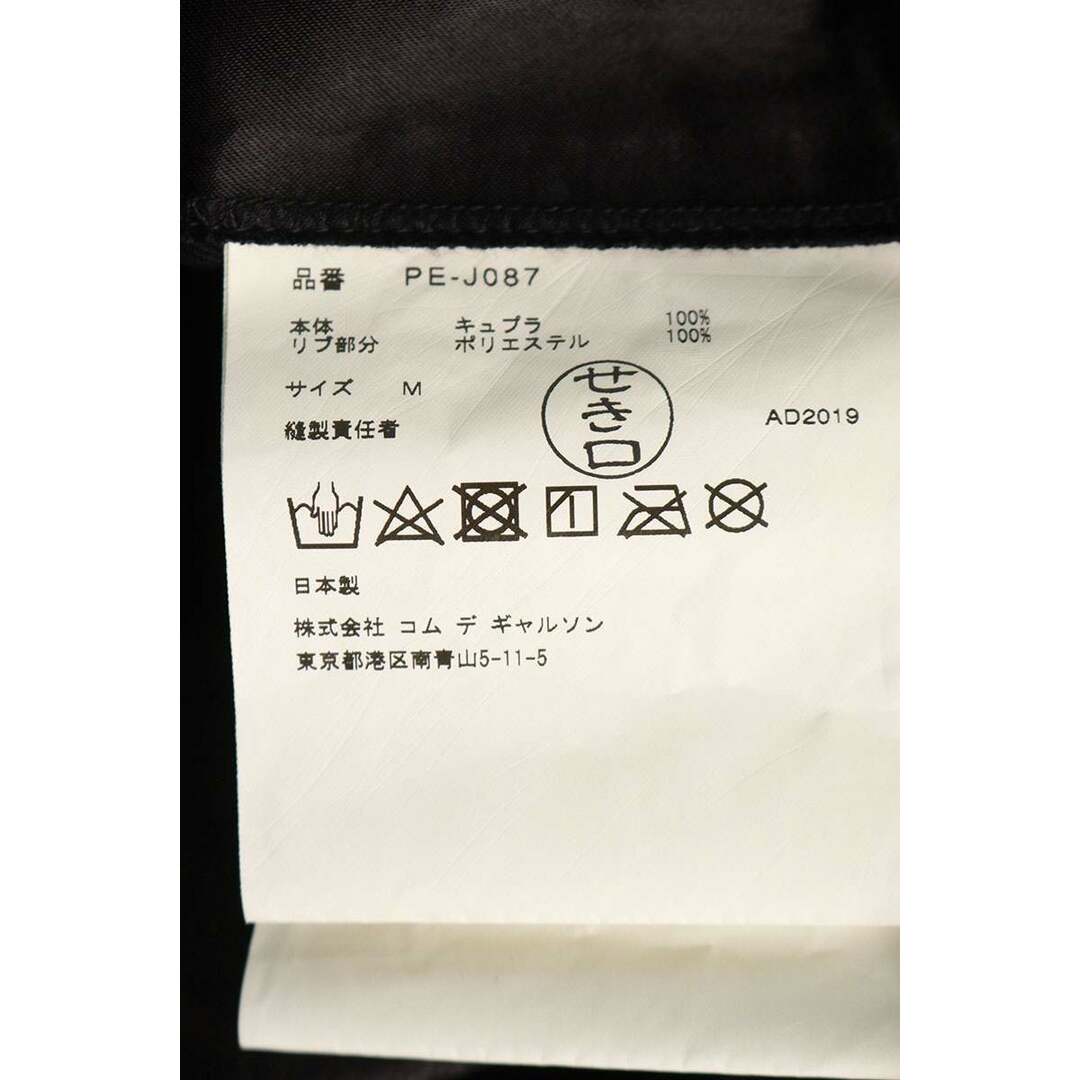 品番 PE-J087
本体 キュプラ 100%
リブ部分 ポリエステル 100%
サイズ M
縫製責任者 せき口 AD2019
日本製
株式会社 コム デ ギャルソン
東京都港区南青山5-11-5